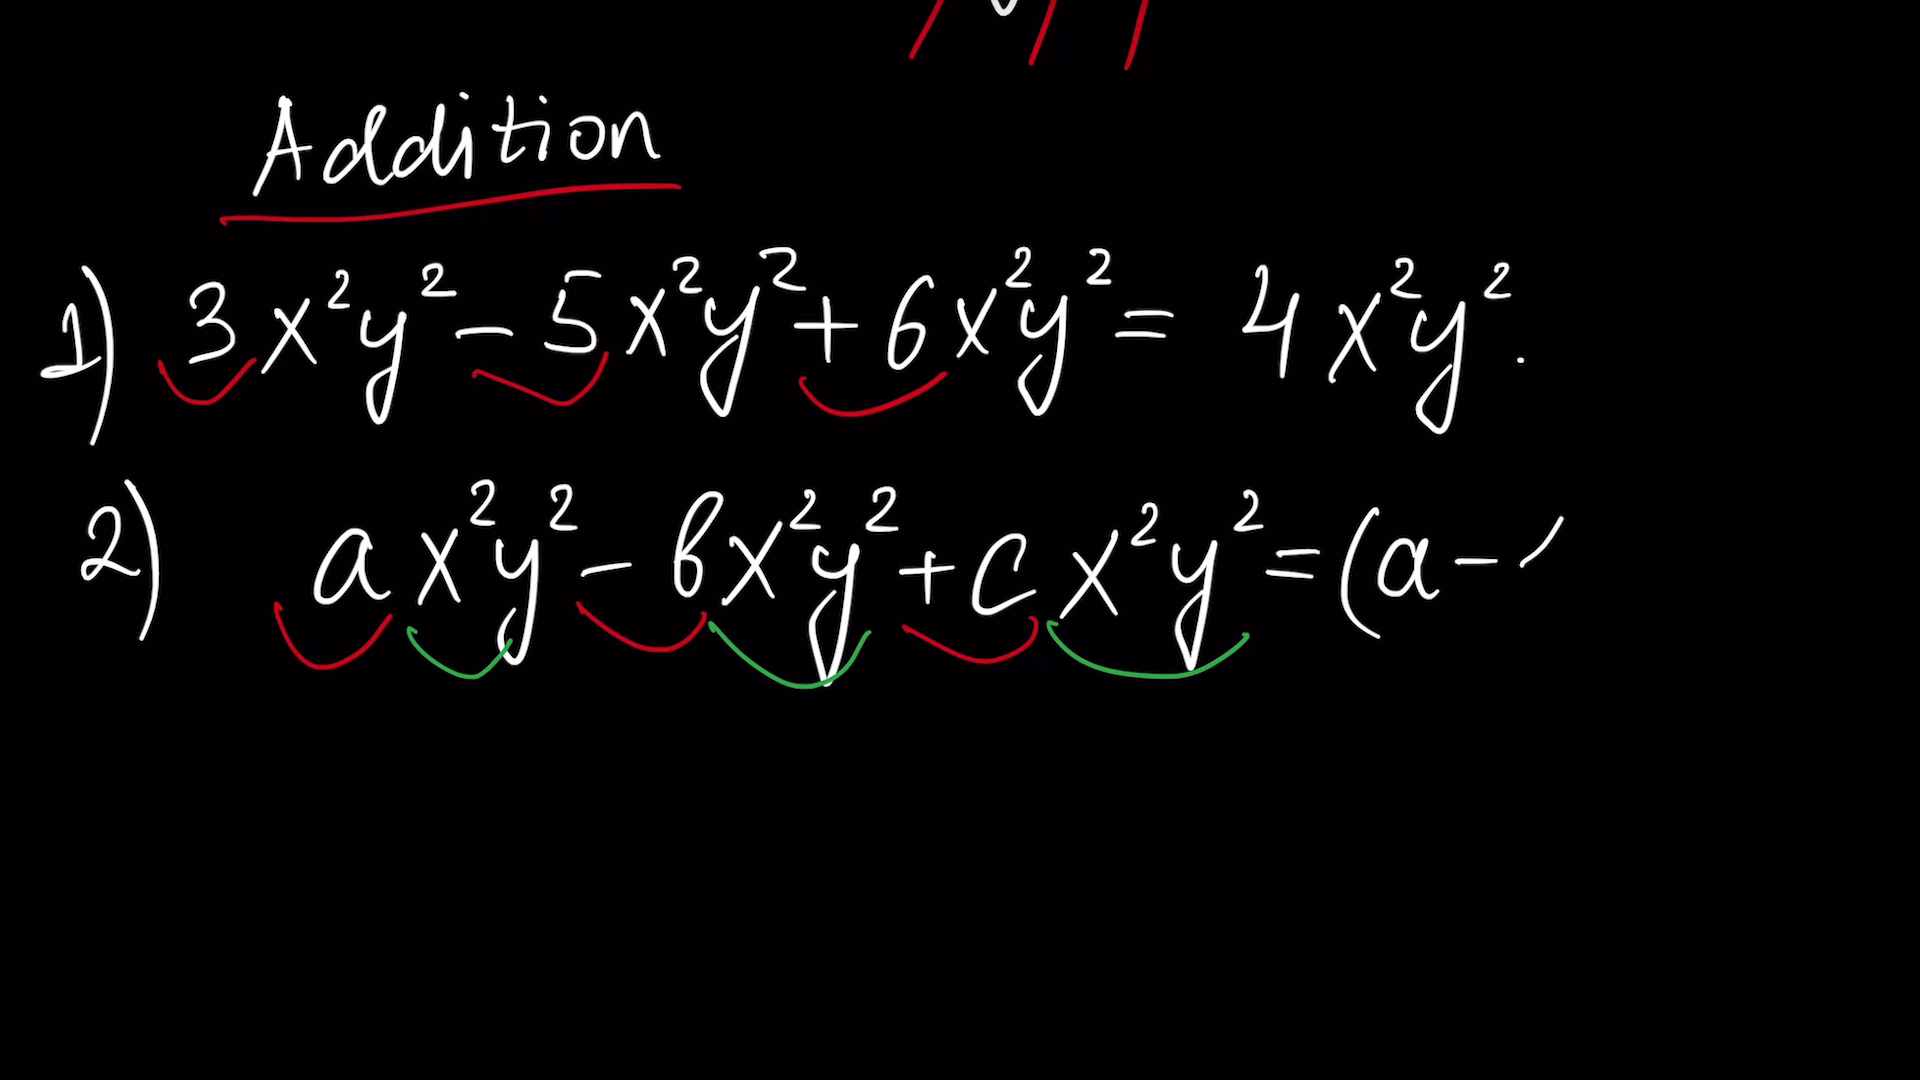 Addition
1) 3x²y² - 5x²y² + 6x²y² = 4x²y².
2) ax²y² - bx²y² + cx²y² = (a -